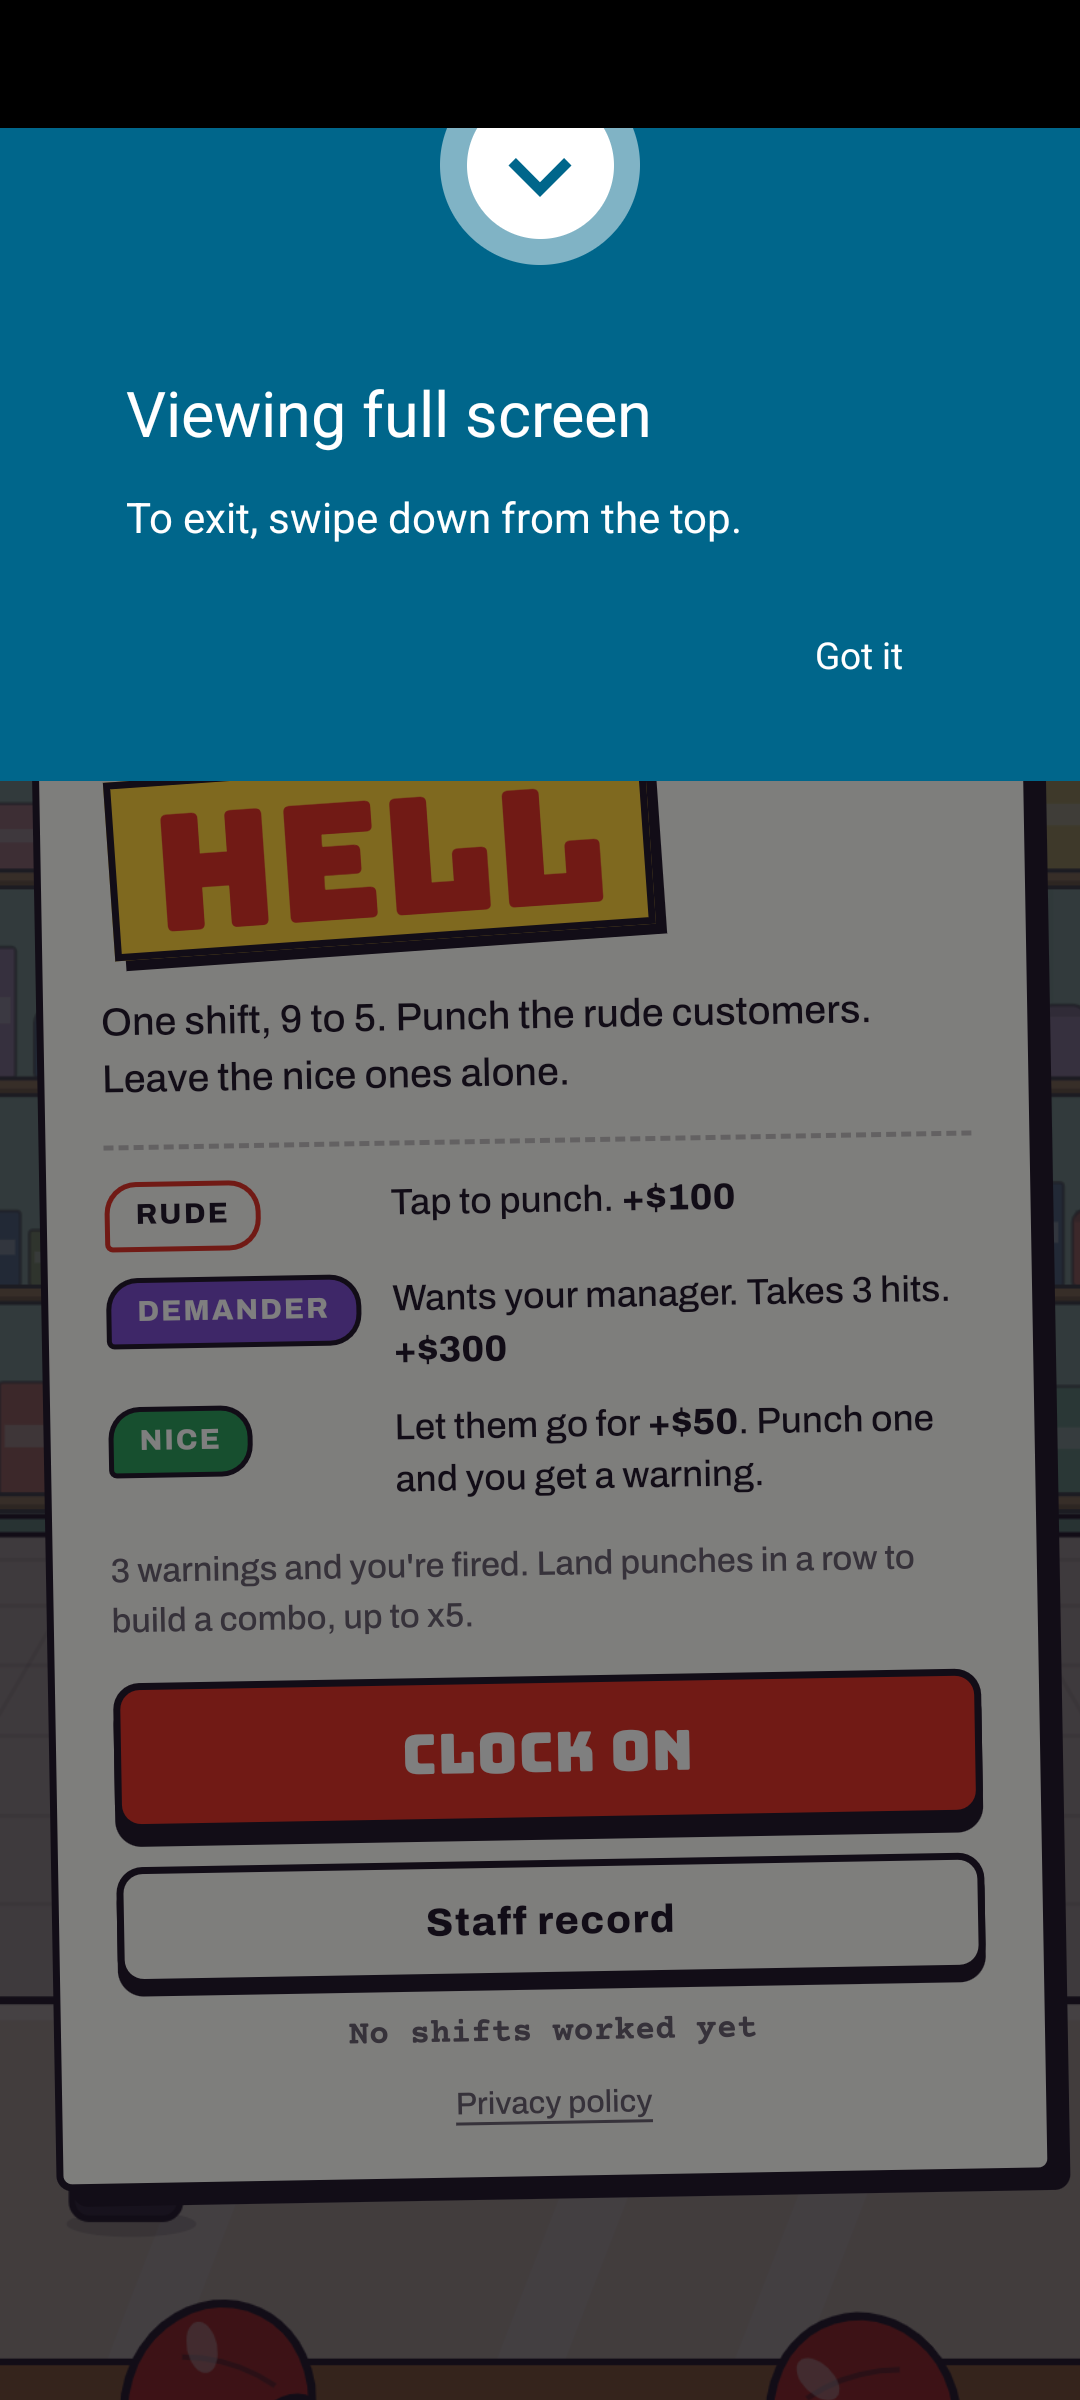 Viewing full screen
To exit, swipe down from the top.
Got it
HELL
One shift, 9 to 5. Punch the rude customers.
Leave the nice ones alone.
RUDE
Tap to punch. +$100
DEMANDER
Wants your manager. Takes 3 hits.
+$300
NICE
Let them go for +$50. Punch one
and you get a warning.
3 warnings and you're fired. Land punches in a row to
build a combo, up to x5.
CLOCK ON
Staff record
No shifts worked yet
Privacy policy